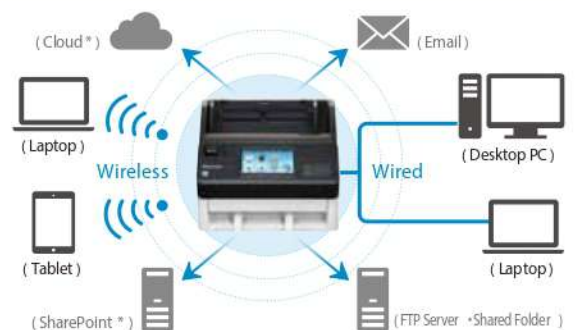 ( Cloud * )
( Email )
( Laptop )
( Desktop PC )
Wireless
Wired
( Tablet )
( Laptop )
( SharePoint * )
( FTP Server ・Shared Folder )